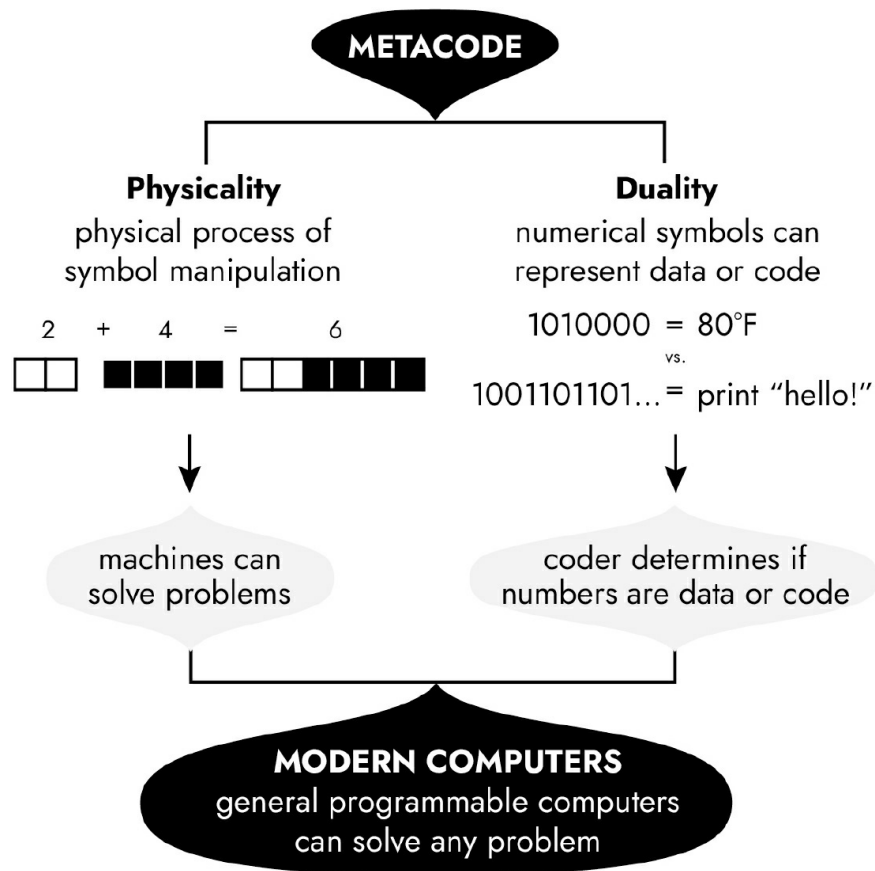 METACODE
Physicality
physical process of
symbol manipulation
2 + 4 = 6
machines can
solve problems
Duality
numerical symbols can
represent data or code
1010000 = 80°F
vs.
1001101101... = print “hello!”
coder determines if
numbers are data or code
MODERN COMPUTERS
general programmable computers
can solve any problem